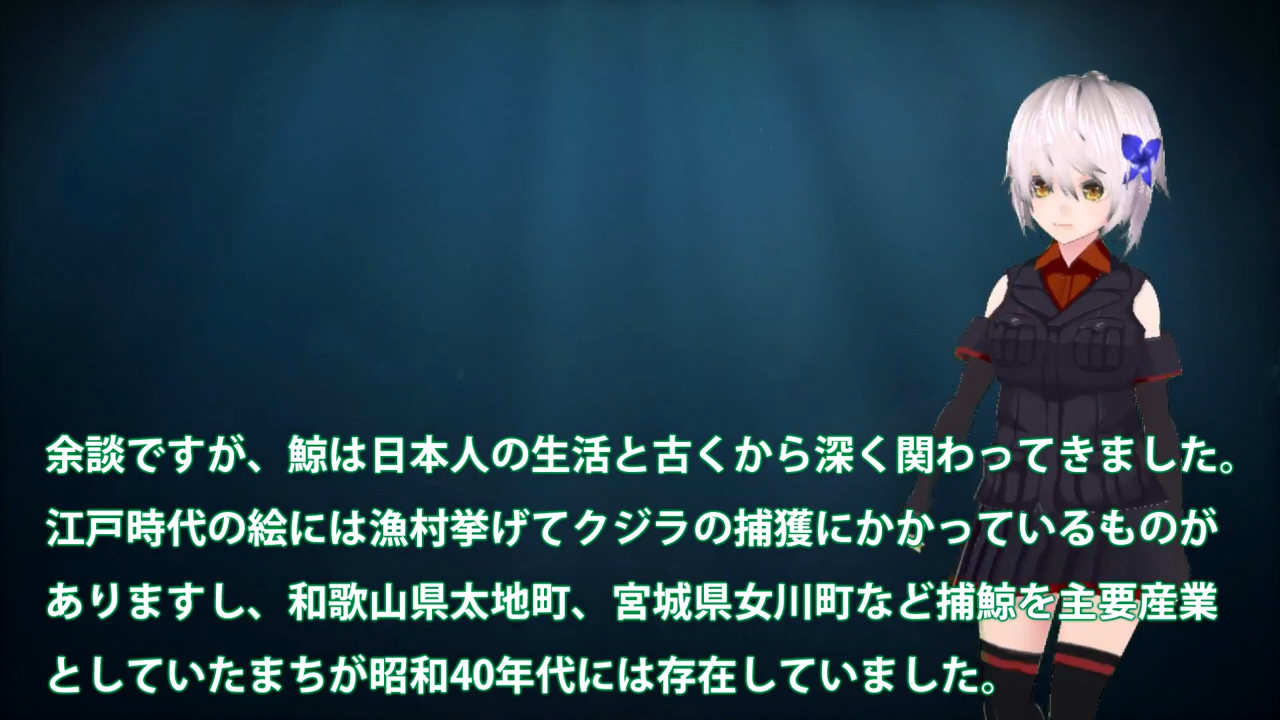 余談ですが、鯨は日本人の生活と古くから深く関わってきました。
江戸時代の絵には漁村挙げてクジラの捕獲にかかっているものが
ありますし、和歌山県太地町、宮城県女川町など捕鯨を主要産業
としていたまちが昭和40年代には存在していました。